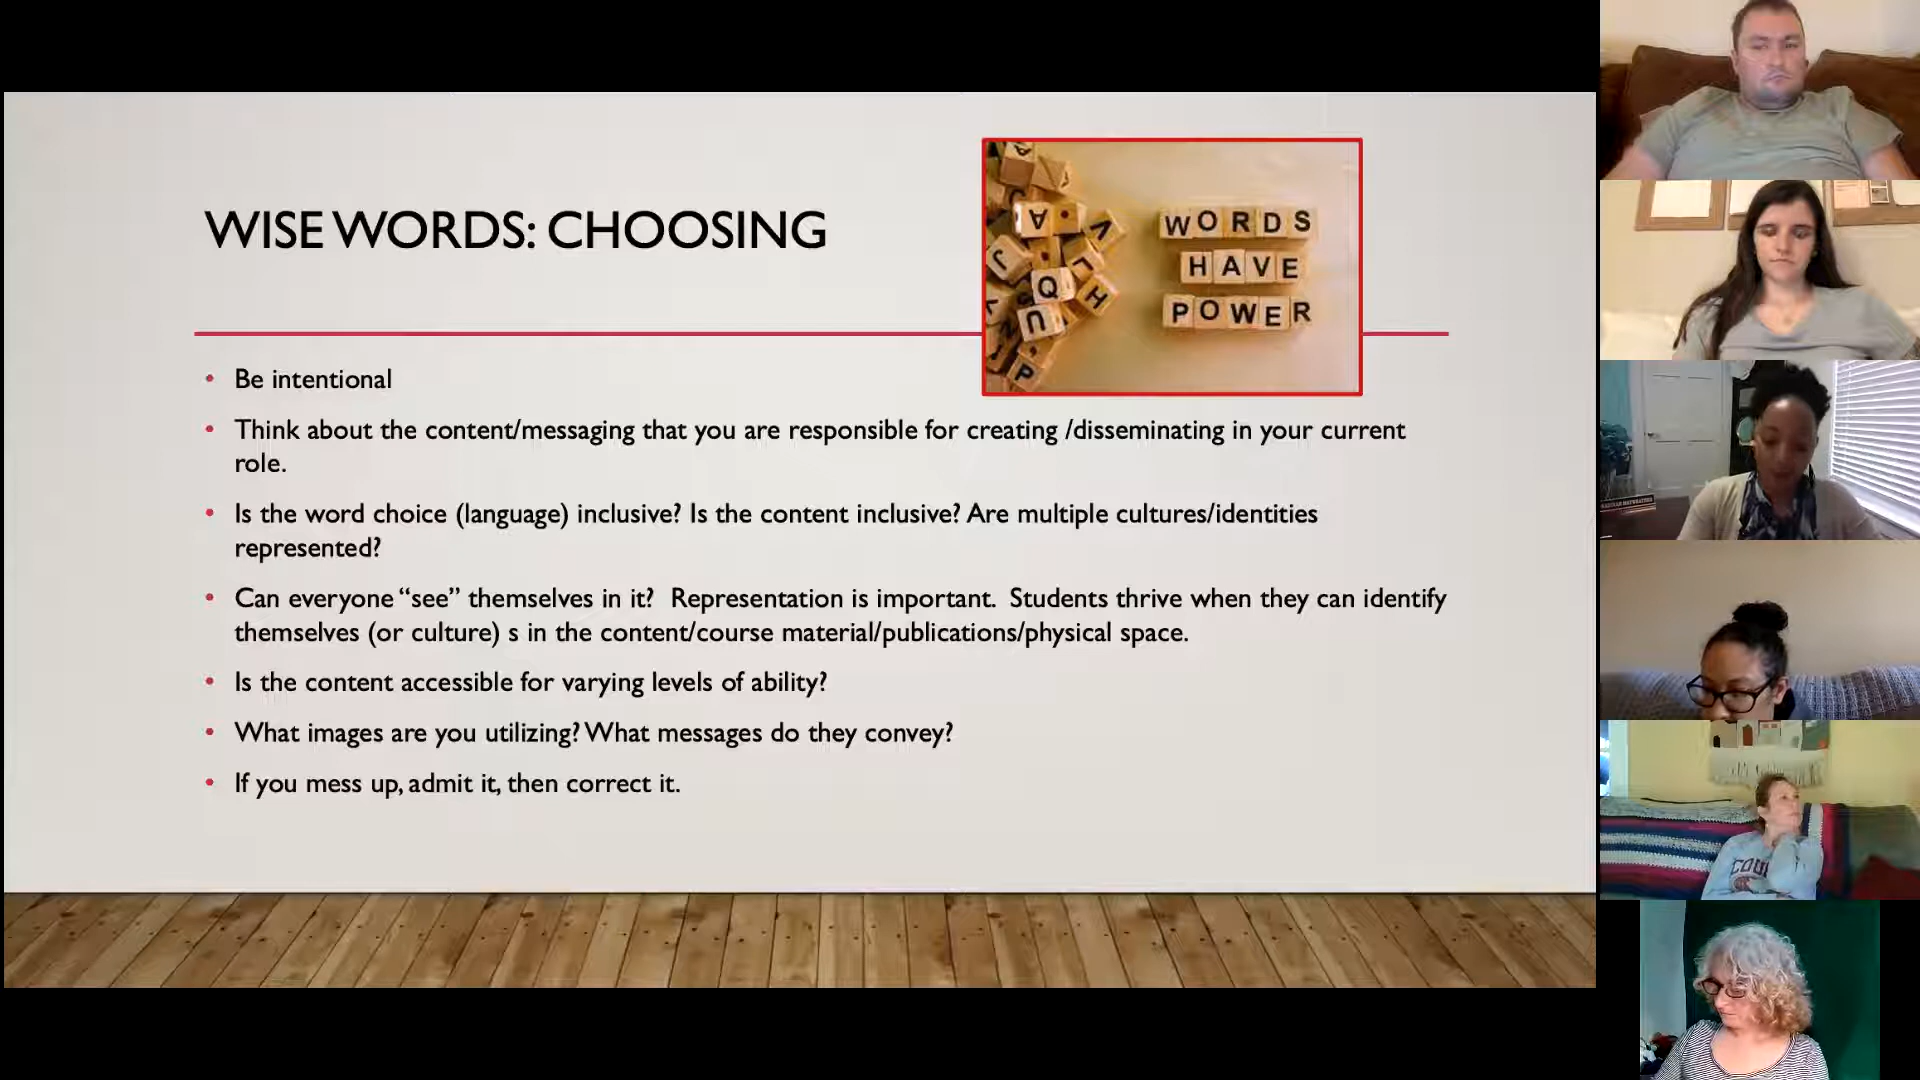 WISE WORDS: CHOOSING
WORDS
HAVE
POWER
A
V
J
L
Q
H
U
P
• Be intentional
• Think about the content/messaging that you are responsible for creating /disseminating in your current
role.
• Is the word choice (language) inclusive? Is the content inclusive? Are multiple cultures/identities
represented?
• Can everyone “see” themselves in it?  Representation is important.  Students thrive when they can identify
themselves (or culture) s in the content/course material/publications/physical space.
• Is the content accessible for varying levels of ability?
• What images are you utilizing? What messages do they convey?
• If you mess up, admit it, then correct it.